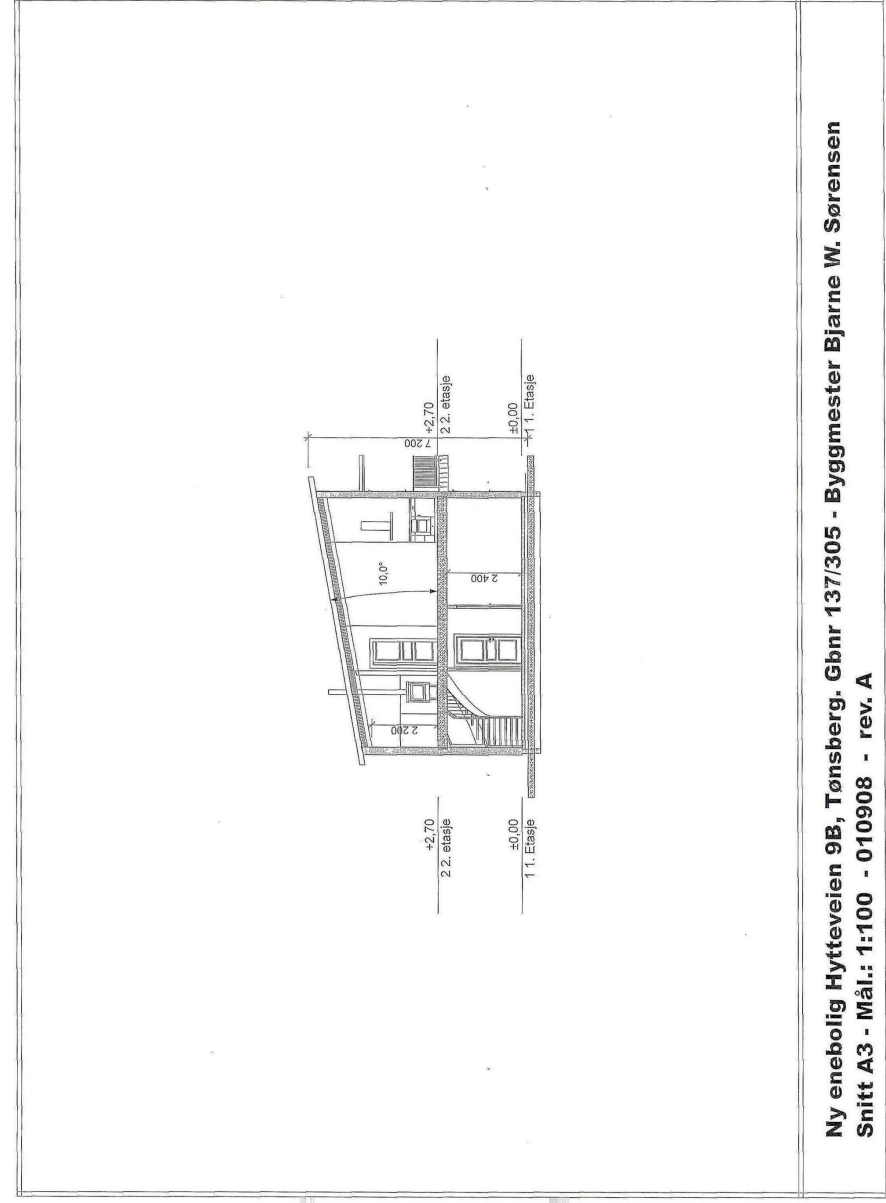 10,0°
2 200
2 400
7 200
+2,70
2 2. etasje
±0,00
1 1. Etasje
+2,70
2 2. etasje
±0,00
1 1. Etasje
Ny enebolig Hytteveien 9B, Tønsberg. Gbnr 137/305 - Byggmester Bjarne W. Sørensen
Snitt A3 - Mål.: 1:100 - 010908 - rev. A